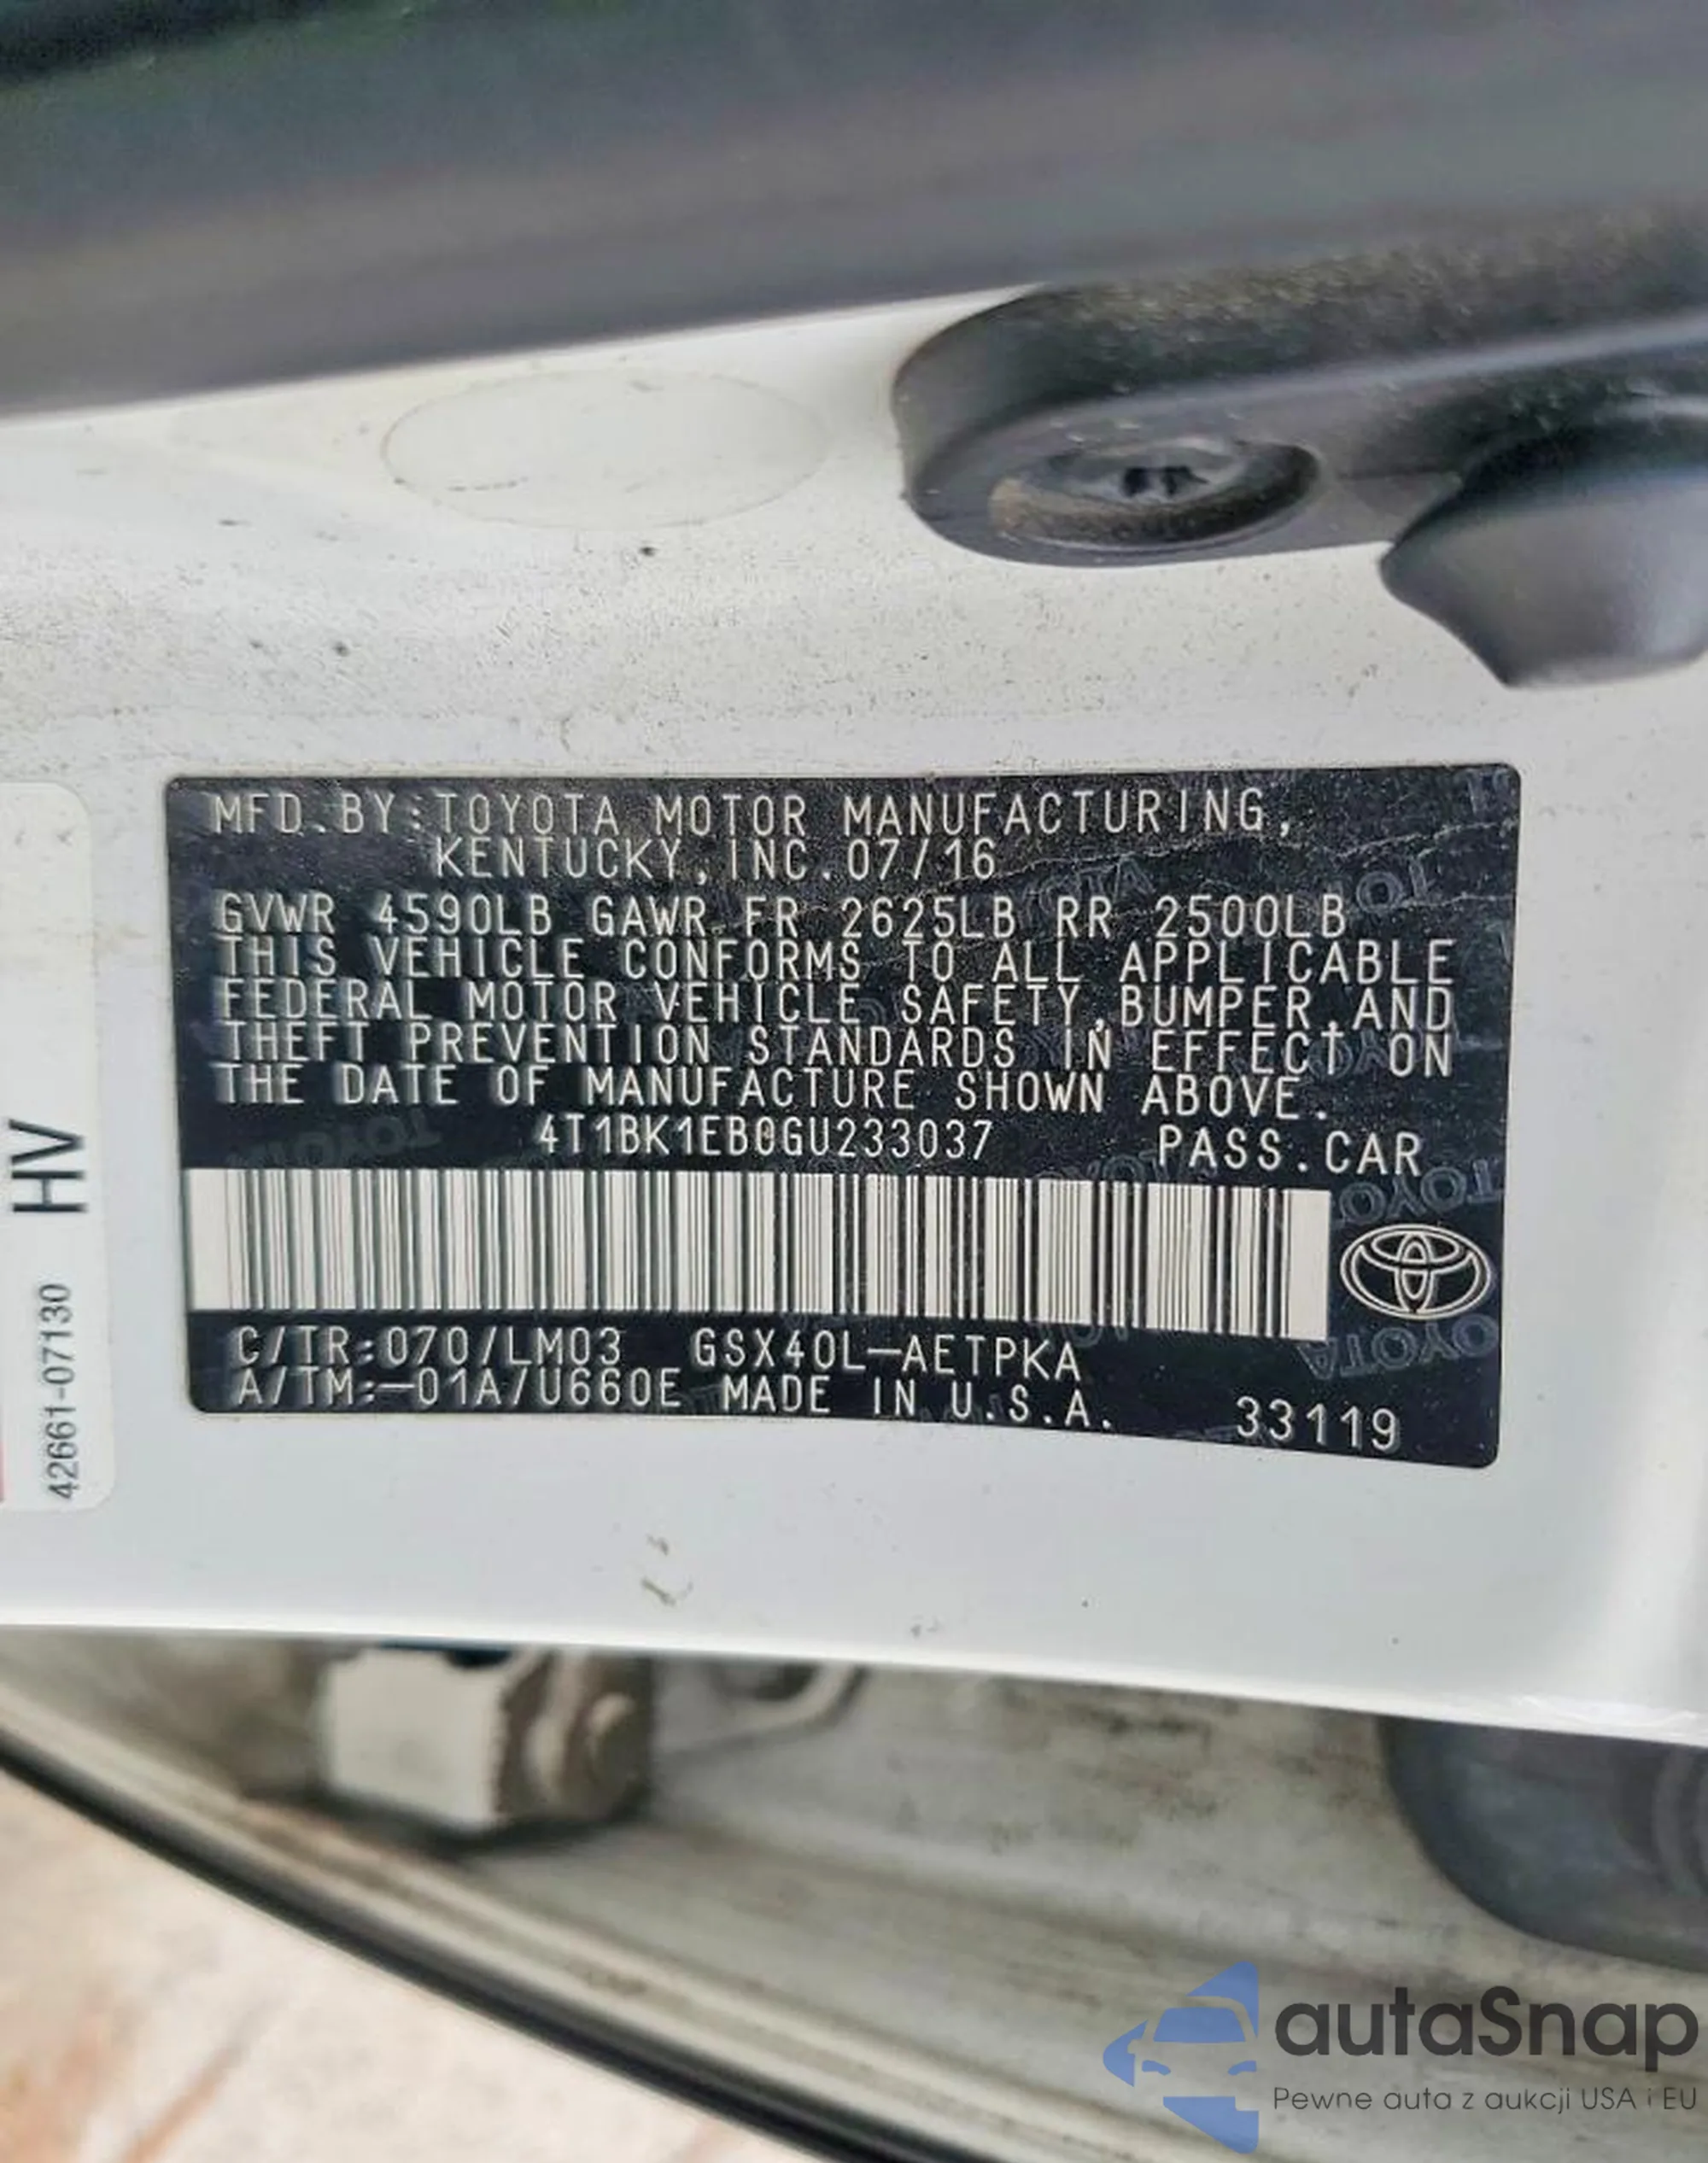 MFD.BY:TOYOTA MOTOR MANUFACTURING,
KENTUCKY,INC.07/16
GVWR 4590LB GAWR FR 2625LB RR 2500LB
THIS VEHICLE CONFORMS TO ALL APPLICABLE
FEDERAL MOTOR VEHICLE SAFETY,BUMPER,AND
THEFT PREVENTION STANDARDS IN EFFECT ON
THE DATE OF MANUFACTURE SHOWN ABOVE.
4T1BK1EB0GU233037 PASS.CAR
C/TR:070/LM03 GSX40L-AETPKA
A/TM:-01A/U660E MADE IN U.S.A. 33119
HV
42661-07130
autaSnap
Pewne auta z aukcji USA i EU